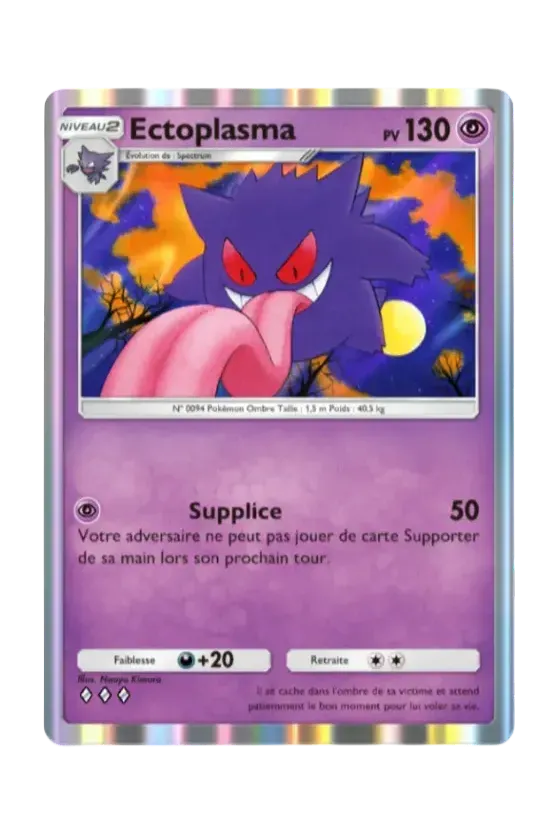 NIVEAU2 Ectoplasma PV 130
Évolution de : Spectrum
N° 0094 Pokémon Ombre Taille : 1,5 m Poids : 40,5 kg
Supplice 50
Votre adversaire ne peut pas jouer de carte Supporter
de sa main lors son prochain tour.
Faiblesse +20 Retraite
Illus. Naoyo Kimura
Il se cache dans l'ombre de sa victime et attend
patiemment le bon moment pour lui voler sa vie.